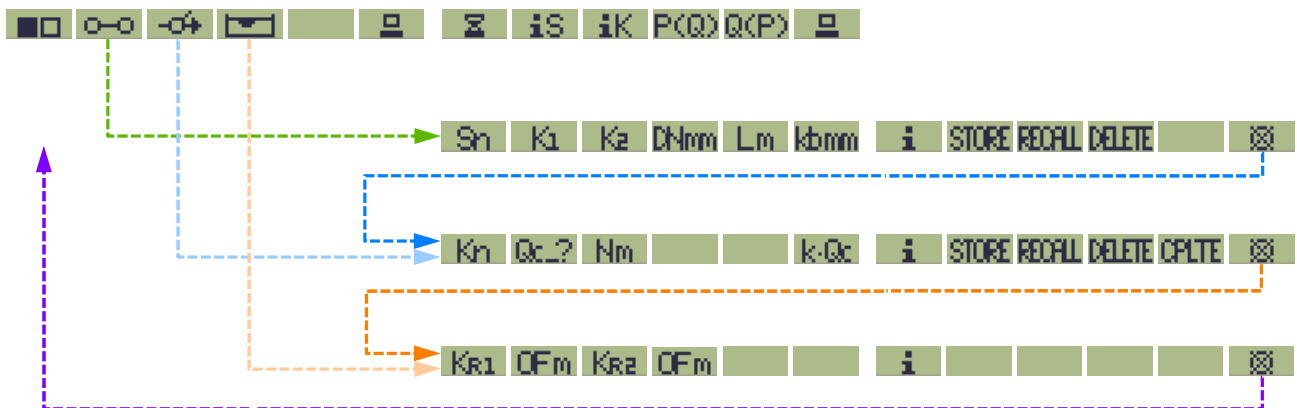 iS iK P(Q) Q(P)
Sn K1 K2 DNmm Lm kbmm i STORE RECALL DELETE
Kn Qc_? Nm k·Qc i STORE RECALL DELETE CPLTE
KR1 OFm KR2 OFm i